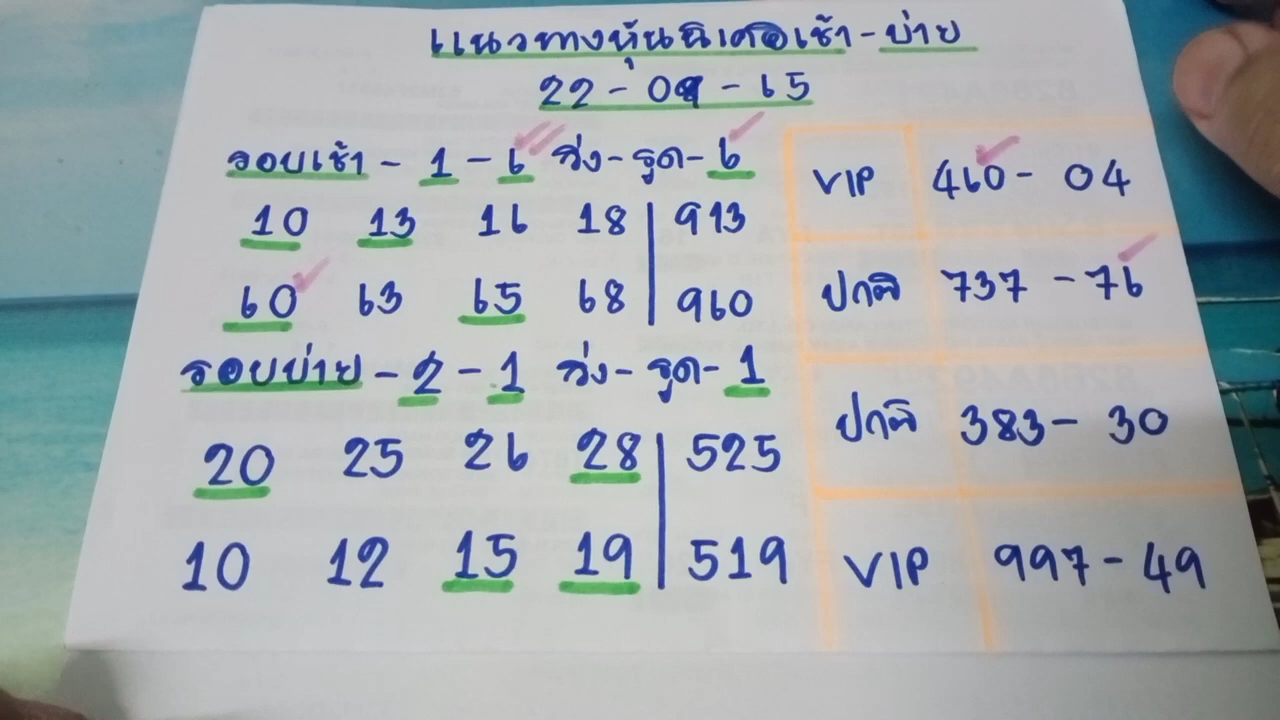 แนวทางหุ้นนิเคอิเช้า-บ่าย
22-09-65
รอบเช้า - 1 - 6 วิ่ง-รูด-6
10 13 16 18 | 913
60 63 65 68 | 960
รอบบ่าย - 2 - 1 วิ่ง-รูด-1
20 25 26 28 | 525
10 12 15 19 | 519
VIP 460 - 04
ปกติ 737 - 76
ปกติ 383 - 30
VIP 997 - 49